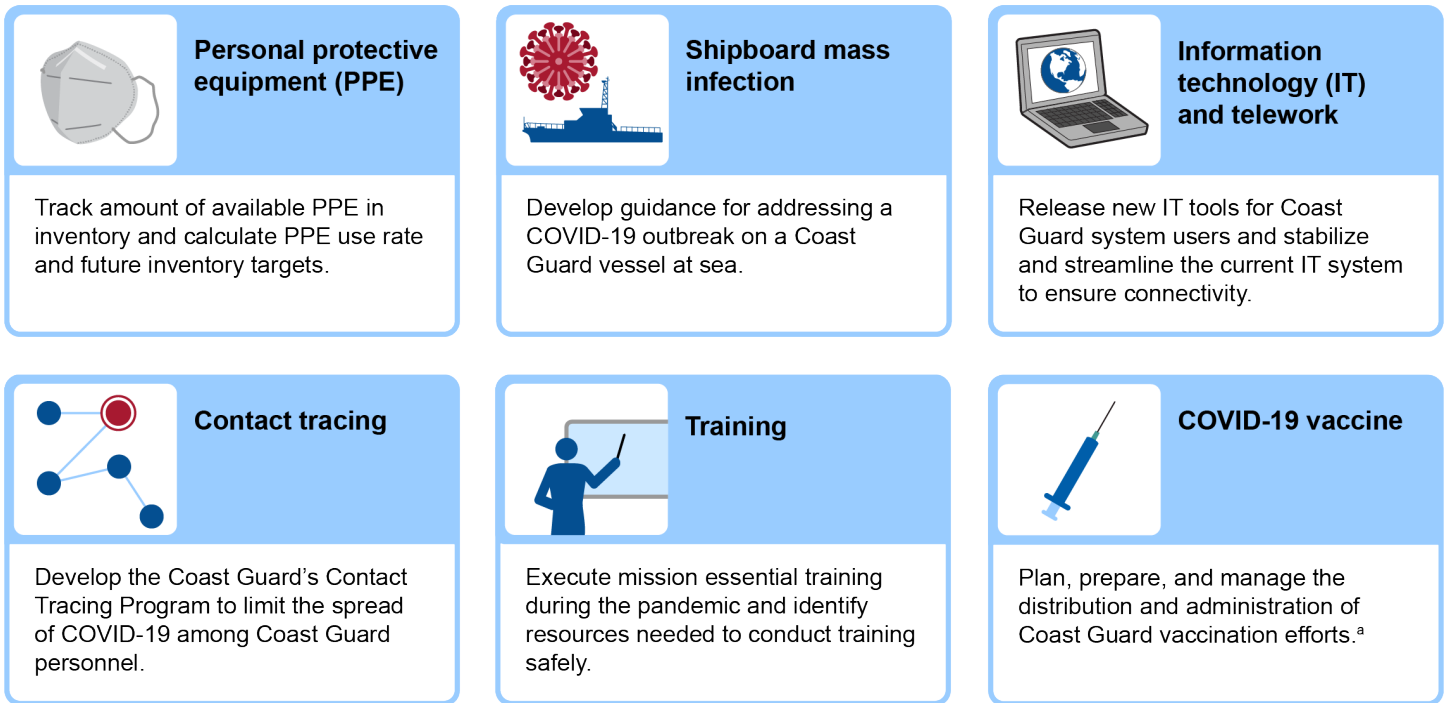 Personal protective
equipment (PPE)
Track amount of available PPE in
inventory and calculate PPE use rate
and future inventory targets.
Shipboard mass
infection
Develop guidance for addressing a
COVID-19 outbreak on a Coast
Guard vessel at sea.
Information
technology (IT)
and telework
Release new IT tools for Coast
Guard system users and stabilize
and streamline the current IT system
to ensure connectivity.
Contact tracing
Develop the Coast Guard’s Contact
Tracing Program to limit the spread
of COVID-19 among Coast Guard
personnel.
Training
Execute mission essential training
during the pandemic and identify
resources needed to conduct training
safely.
COVID-19 vaccine
Plan, prepare, and manage the
distribution and administration of
Coast Guard vaccination efforts.ᵃ